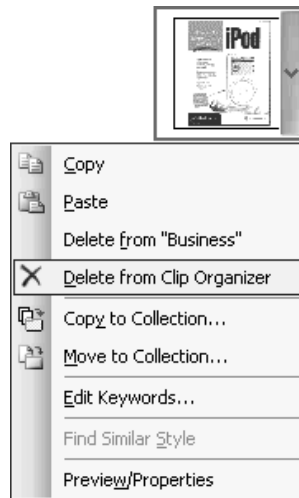 iPod
Copy
Paste
Delete from "Business"
Delete from Clip Organizer
Copy to Collection...
Move to Collection...
Edit Keywords...
Find Similar Style
Preview/Properties